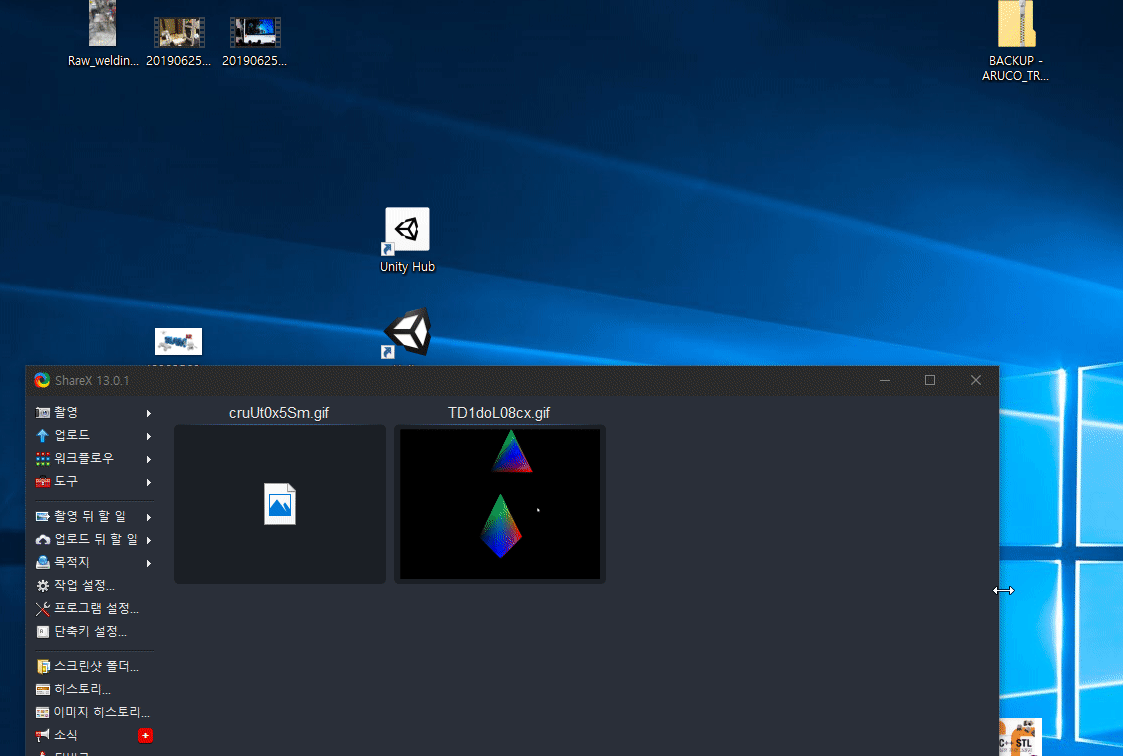 Raw_weldin...
20190625...
20190625...
BACKUP -
ARUCO_TR...
Unity Hub
ShareX 13.0.1
촬영
업로드
워크플로우
도구
촬영 뒤 할 일
업로드 뒤 할 일
목적지
작업 설정...
프로그램 설정...
단축키 설정...
스크린샷 폴더...
히스토리...
이미지 히스토리...
소식
cruUt0x5Sm.gif
TD1doL08cx.gif
C++ STL